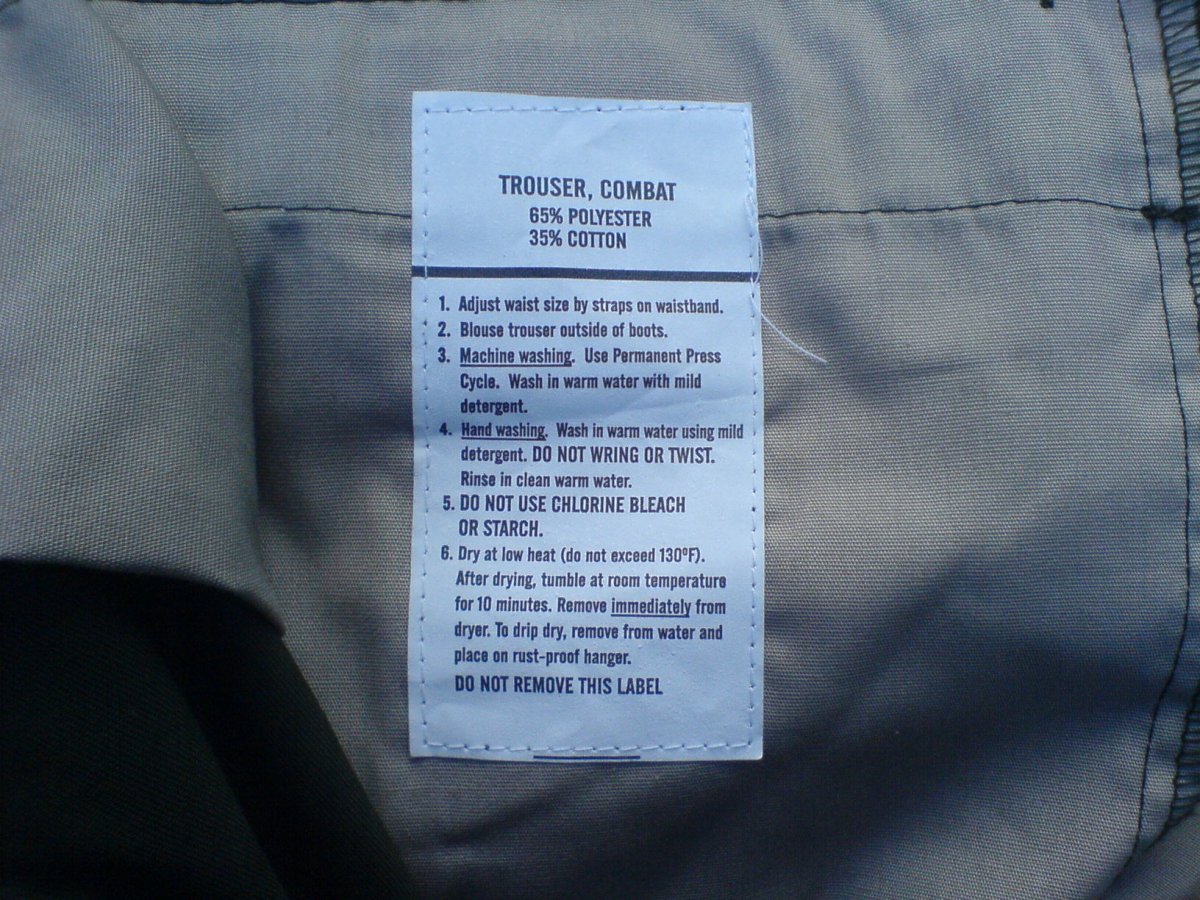 TROUSER, COMBAT
65% POLYESTER
35% COTTON
1. Adjust waist size by straps on waistband.
2. Blouse trouser outside of boots.
3. Machine washing. Use Permanent Press
Cycle. Wash in warm water with mild
detergent.
4. Hand washing. Wash in warm water using mild
detergent. DO NOT WRING OR TWIST.
Rinse in clean warm water.
5. DO NOT USE CHLORINE BLEACH
OR STARCH.
6. Dry at low heat (do not exceed 130ºF).
After drying, tumble at room temperature
for 10 minutes. Remove immediately from
dryer. To drip dry, remove from water and
place on rust-proof hanger.
DO NOT REMOVE THIS LABEL